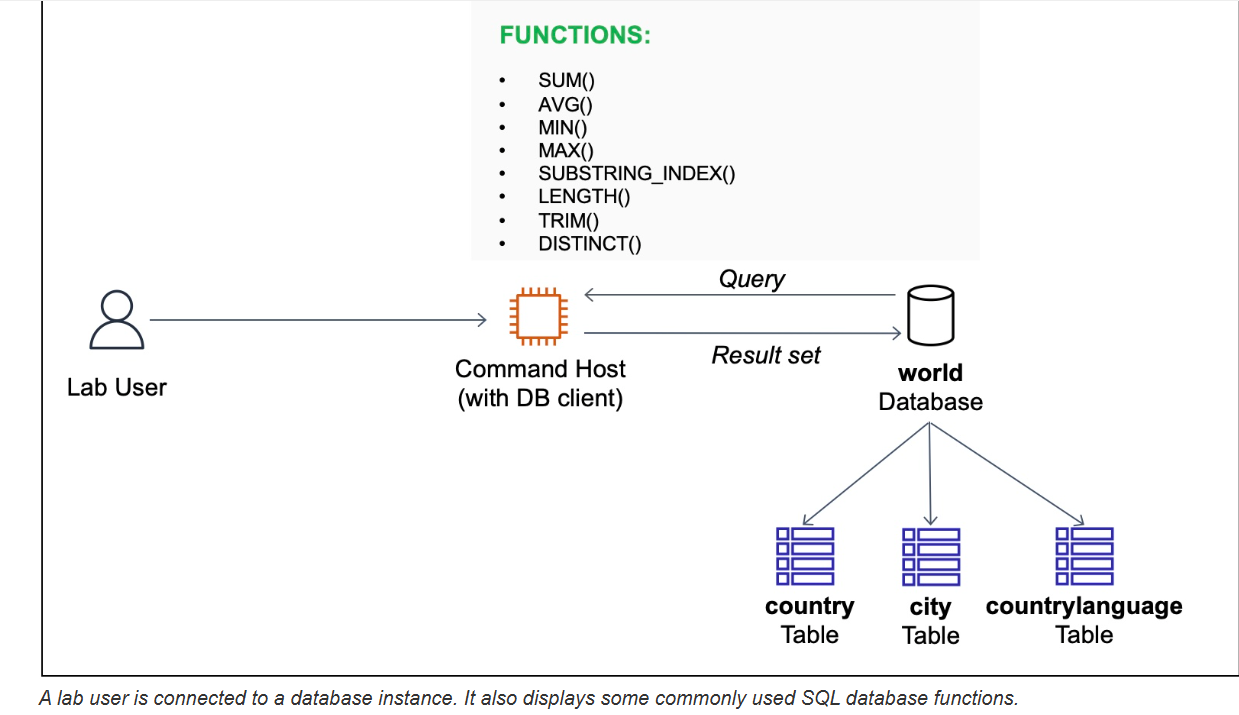 FUNCTIONS:
• SUM()
• AVG()
• MIN()
• MAX()
• SUBSTRING_INDEX()
• LENGTH()
• TRIM()
• DISTINCT()
Query
Result set
Lab User
Command Host
(with DB client)
world
Database
country
Table
city
Table
countrylanguage
Table
A lab user is connected to a database instance. It also displays some commonly used SQL database functions.